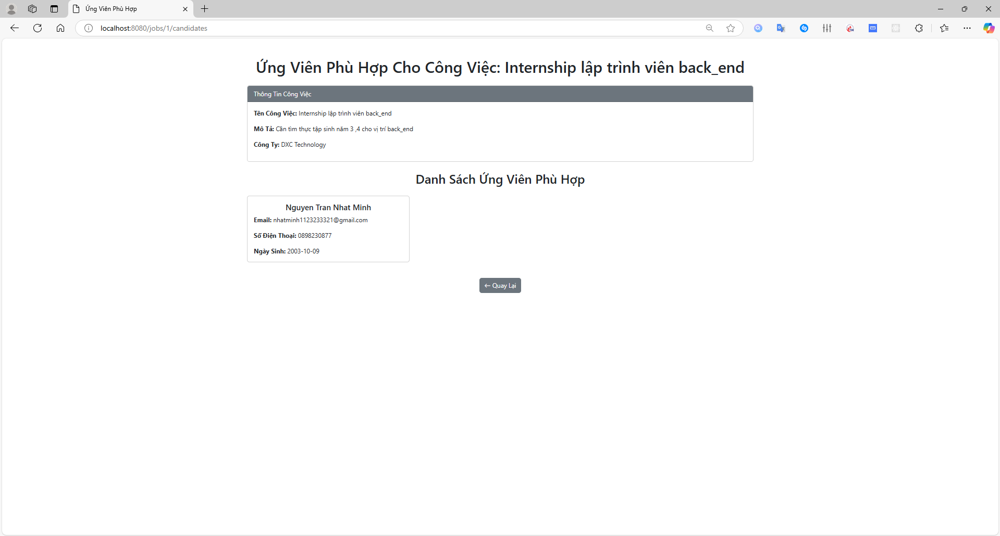 Ứng Viên Phù Hợp
localhost:8080/jobs/1/candidates
Ứng Viên Phù Hợp Cho Công Việc: Internship lập trình viên back_end
Thông Tin Công Việc
Tên Công Việc: Internship lập trình viên back_end
Mô Tả: Cần tìm thực tập sinh năm 3 ,4 cho vị trí back_end
Công Ty: DXC Technology
Danh Sách Ứng Viên Phù Hợp
Nguyen Tran Nhat Minh
Email: nhatminh1123233321@gmail.com
Số Điện Thoại: 0898230877
Ngày Sinh: 2003-10-09
← Quay Lại